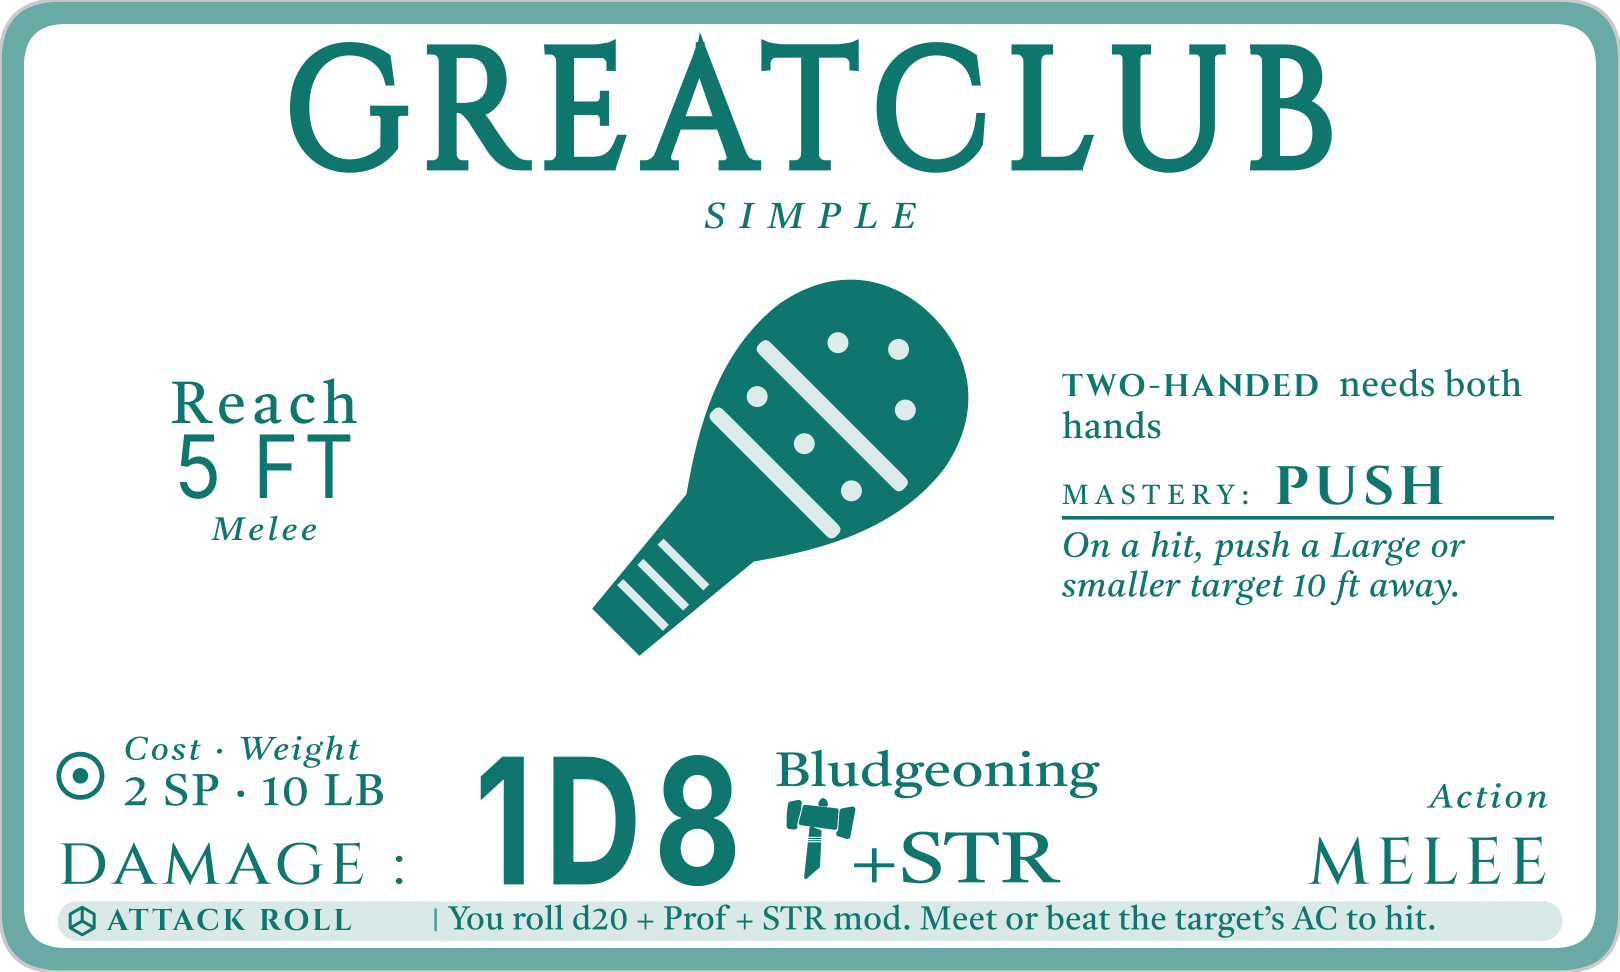 GREATCLUB
SIMPLE
Reach
5 FT
Melee
TWO-HANDED needs both
hands
MASTERY: PUSH
On a hit, push a Large or
smaller target 10 ft away.
Cost · Weight
2 SP · 10 LB
DAMAGE :
1D8
Bludgeoning
+STR
Action
MELEE
ATTACK ROLL | You roll d20 + Prof + STR mod. Meet or beat the target’s AC to hit.